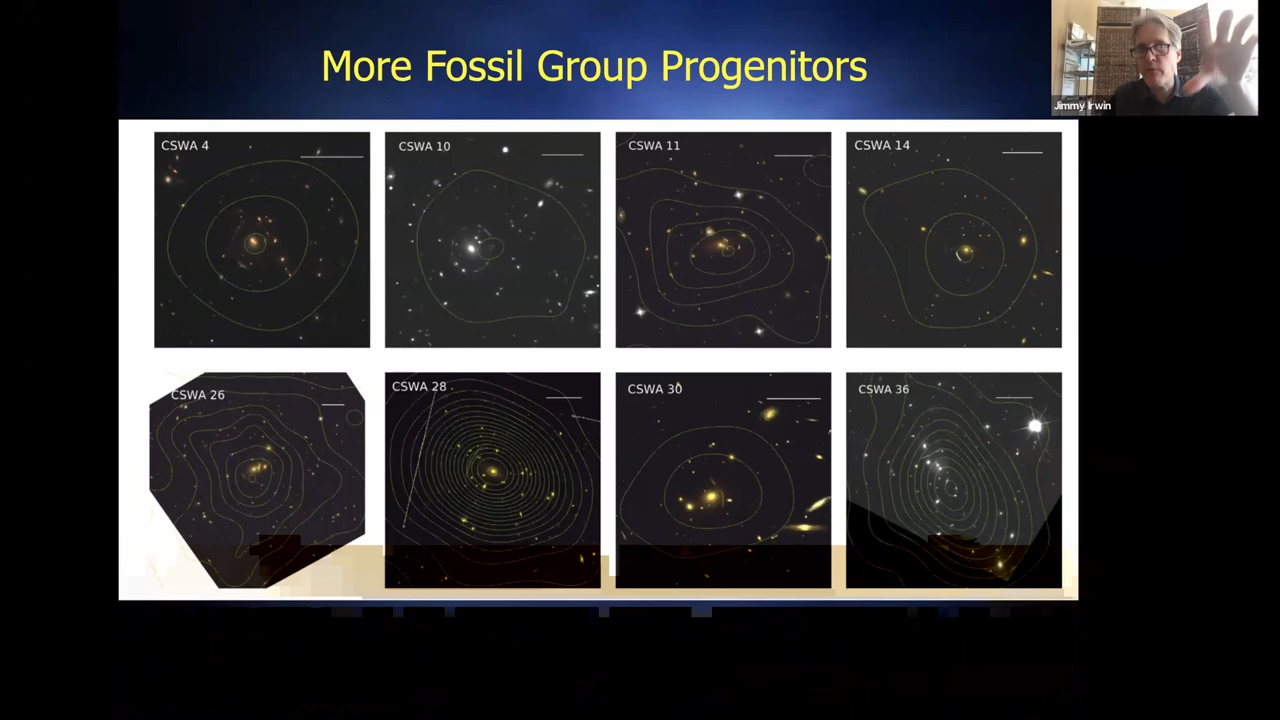 More Fossil Group Progenitors
Jimmy Irwin
CSWA 4
CSWA 10
CSWA 11
CSWA 14
CSWA 26
CSWA 28
CSWA 30
CSWA 36